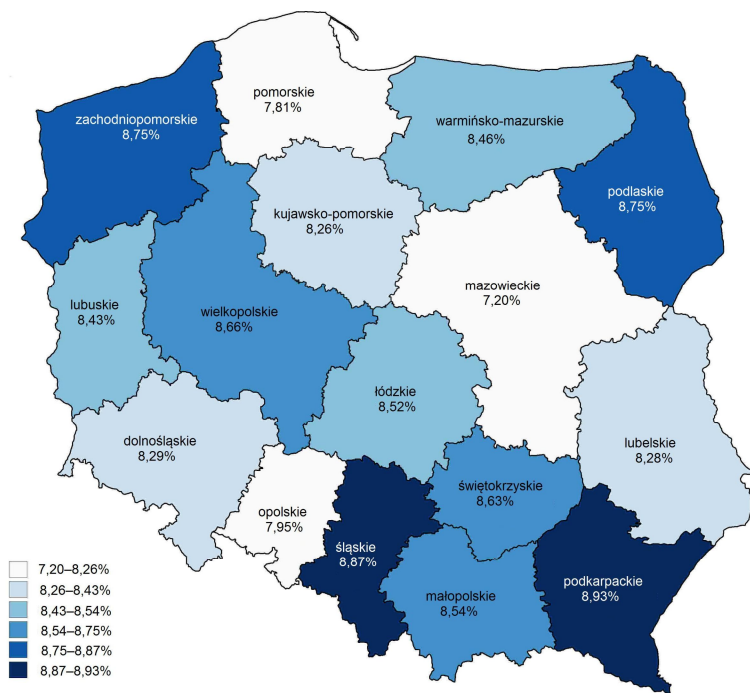 pomorskie
7,81%
zachodniopomorskie
8,75%
warmińsko-mazurskie
8,46%
podlaskie
8,75%
kujawsko-pomorskie
8,26%
mazowieckie
7,20%
lubuskie
8,43%
wielkopolskie
8,66%
łódzkie
8,52%
dolnośląskie
8,29%
lubelskie
8,28%
świętokrzyskie
8,63%
opolskie
7,95%
śląskie
8,87%
podkarpackie
8,93%
małopolskie
8,54%
7,20–8,26%
8,26–8,43%
8,43–8,54%
8,54–8,75%
8,75–8,87%
8,87–8,93%